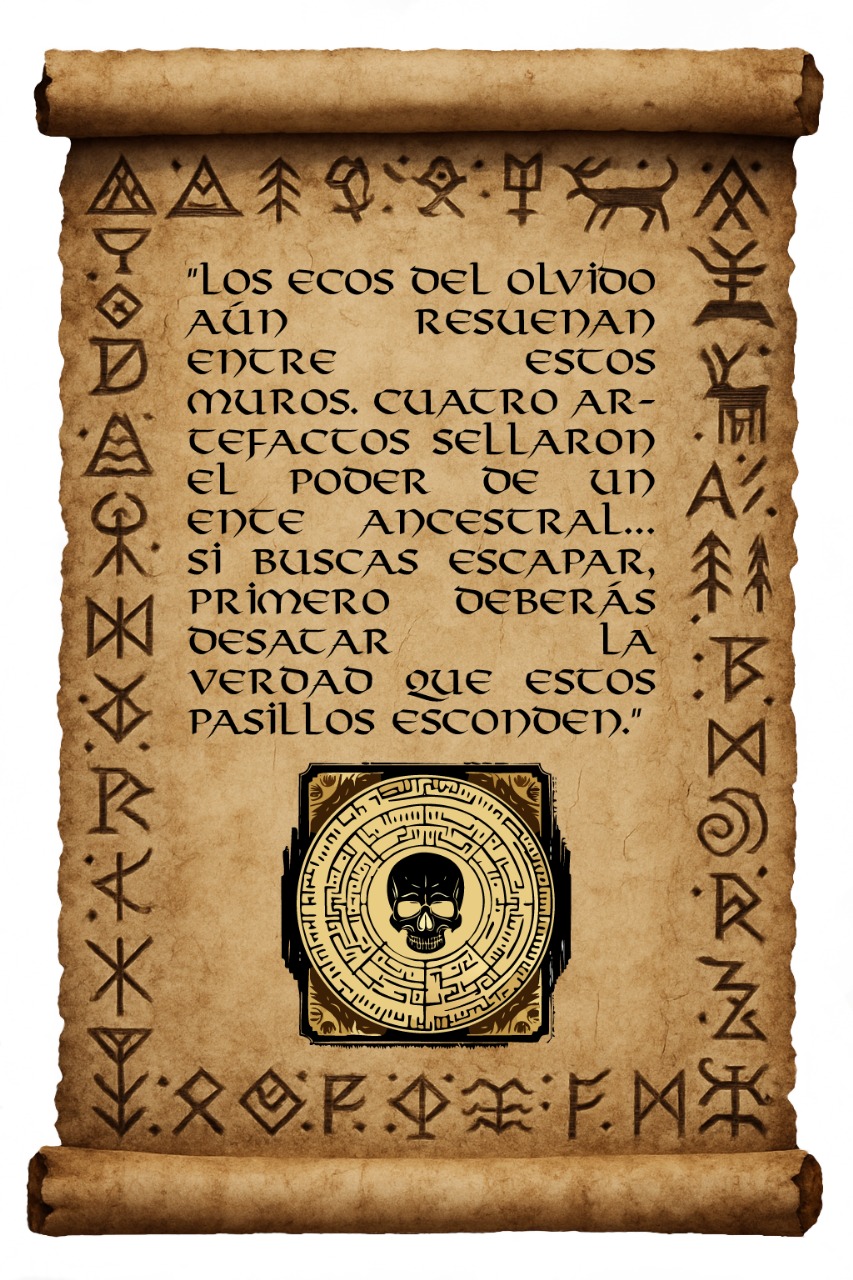 "Los ecos del olvido
aún resuenan
entre estos
muros. Cuatro ar-
tefactos sellaron
el poder de un
ente ancestral...
Si buscas escapar,
primero deberás
desatar la
verdad que estos
pasillos esconden."